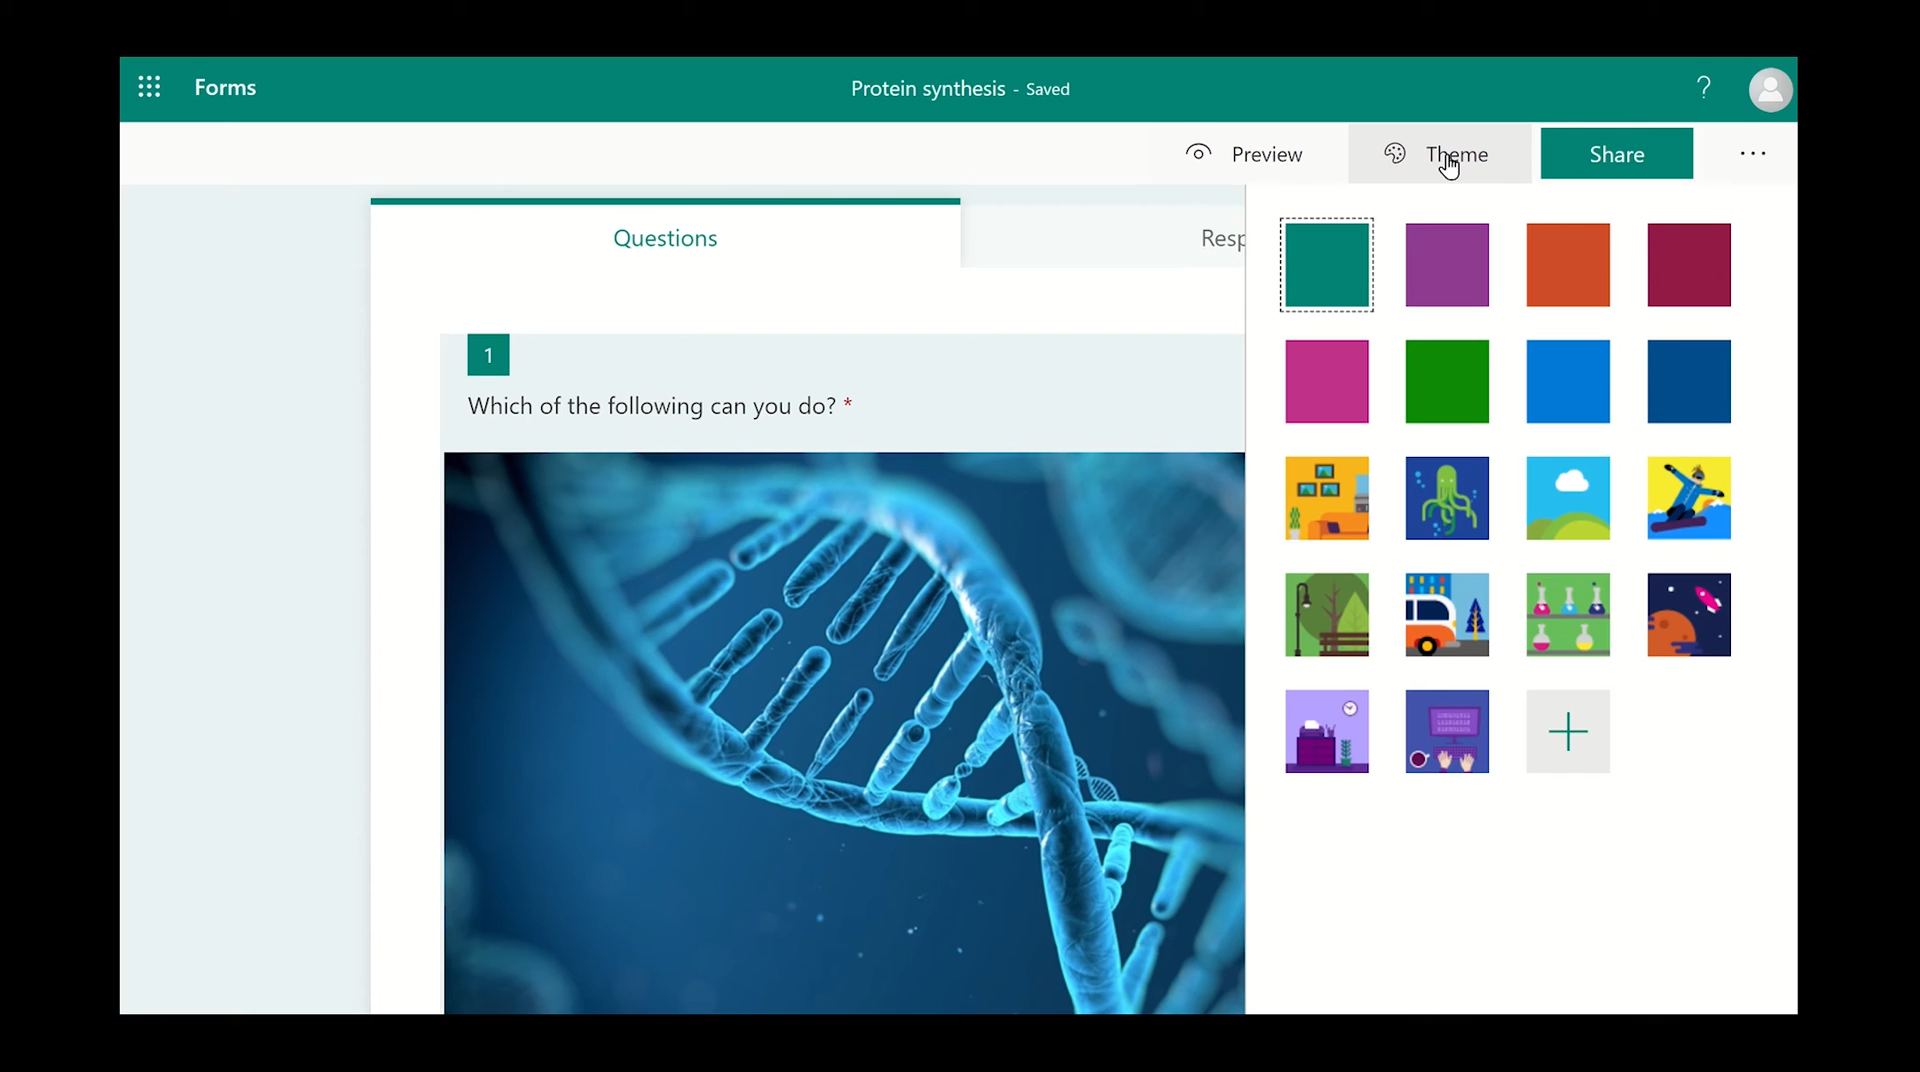 Forms
Protein synthesis - Saved
?
Preview
Theme
Share
...
Questions
Resp
1
Which of the following can you do? *